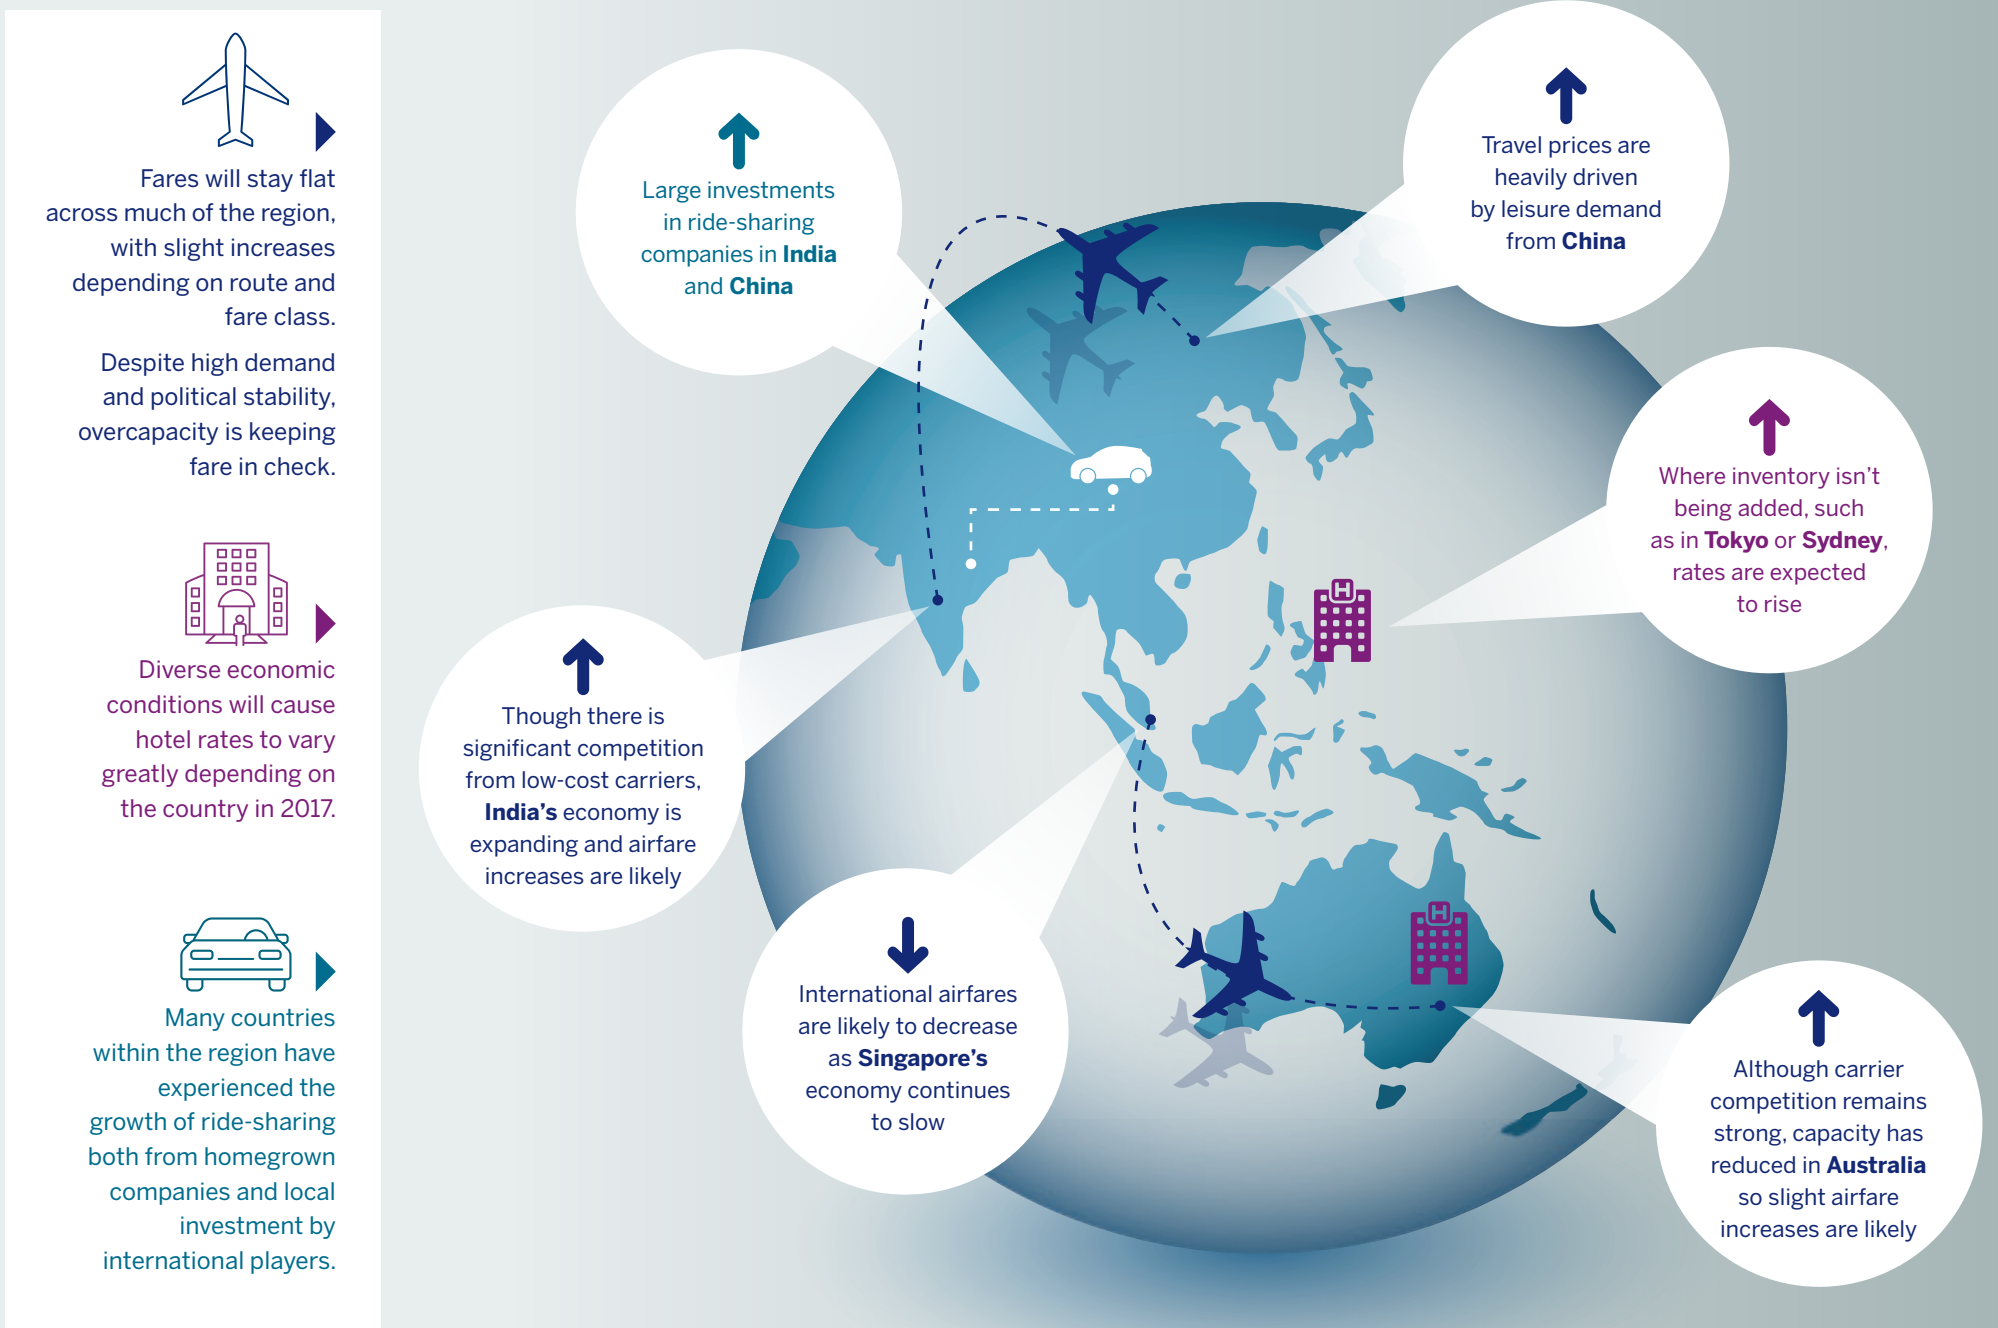 Fares will stay flat
across much of the region,
with slight increases
depending on route and
fare class.
Despite high demand
and political stability,
overcapacity is keeping
fare in check.
Diverse economic
conditions will cause
hotel rates to vary
greatly depending on
the country in 2017.
Many countries
within the region have
experienced the
growth of ride-sharing
both from homegrown
companies and local
investment by
international players.
Large investments
in ride-sharing
companies in India
and China
Travel prices are
heavily driven
by leisure demand
from China
Where inventory isn't
being added, such
as in Tokyo or Sydney,
rates are expected
to rise
H
Though there is
significant competition
from low-cost carriers,
India's economy is
expanding and airfare
increases are likely
International airfares
are likely to decrease
as Singapore's
economy continues
to slow
H
Although carrier
competition remains
strong, capacity has
reduced in Australia
so slight airfare
increases are likely